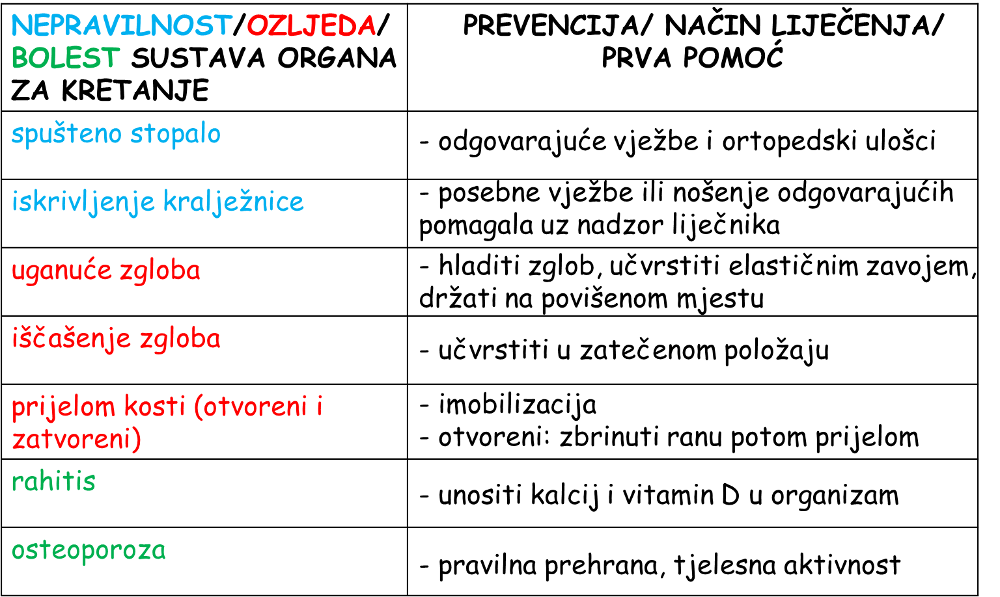 NEPRAVILNOST/OZLJEDA/
BOLEST SUSTAVA ORGANA
ZA KRETANJE
PREVENCIJA/ NAČIN LIJEČENJA/
PRVA POMOĆ
spušteno stopalo
- odgovarajuće vježbe i ortopedski ulošci
iskrivljenje kralježnice
- posebne vježbe ili nošenje odgovarajućih
pomagala uz nadzor liječnika
uganuće zgloba
- hladiti zglob, učvrstiti elastičnim zavojem,
držati na povišenom mjestu
iščašenje zgloba
- učvrstiti u zatečenom položaju
prijelom kosti (otvoreni i
zatvoreni)
- imobilizacija
- otvoreni: zbrinuti ranu potom prijelom
rahitis
- unositi kalcij i vitamin D u organizam
osteoporoza
- pravilna prehrana, tjelesna aktivnost